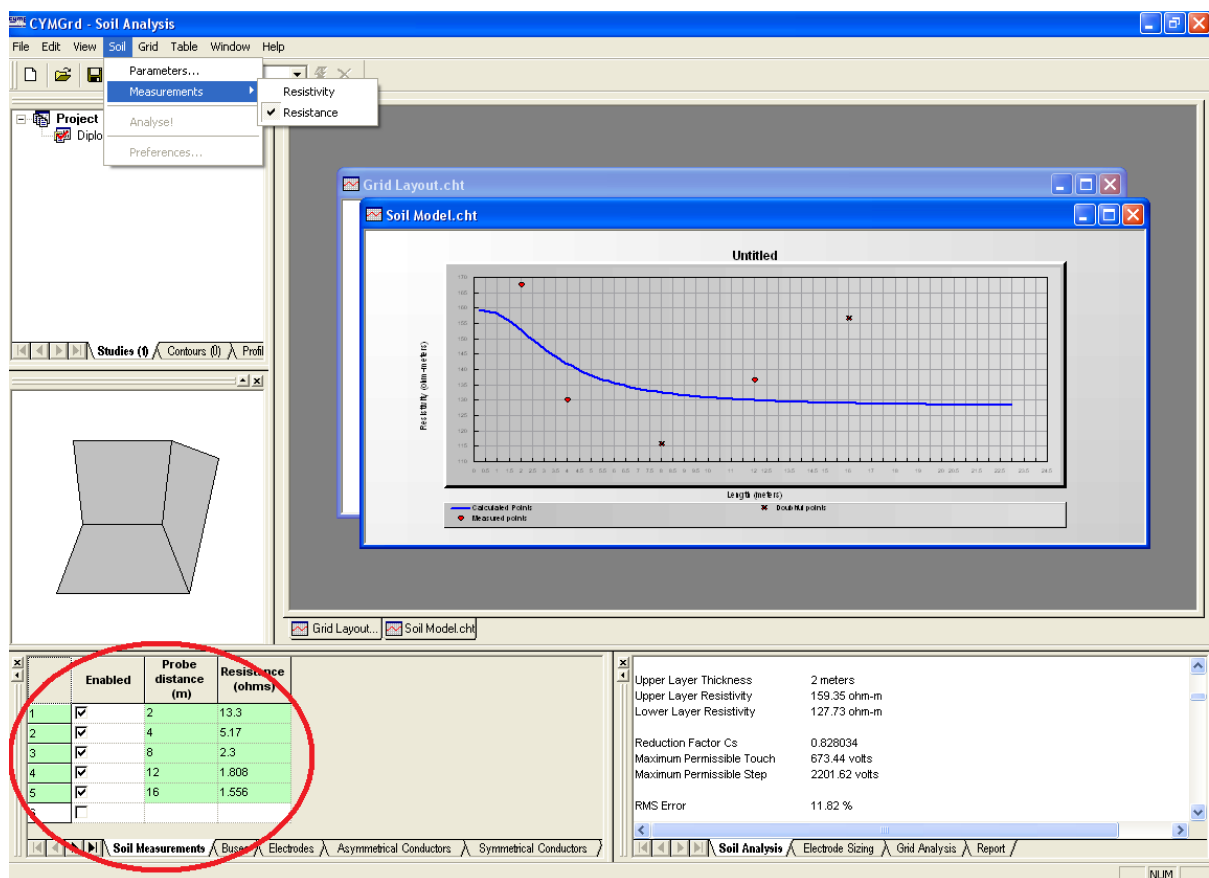 CYMGrd - Soil Analysis
File Edit View Soil Grid Table Window Help
Parameters...
Measurements
Analyse!
Preferences...
Resistivity
Resistance
Project
Diplo
Studies (1) Contours (0) Profil
Grid Layout.cht
Soil Model.cht
Untitled
Resistivity (ohm-meters)
Length (meters)
Calculated Points
Measured points
Doubtful points
Grid Layout... Soil Model.cht
Enabled Probe distance (m) Resistance (ohms)
1 2 13.3
2 4 5.17
3 8 2.3
4 12 1.808
5 16 1.556
6
Soil Measurements Buses Electrodes Asymmetrical Conductors Symmetrical Conductors
Upper Layer Thickness 2 meters
Upper Layer Resistivity 159.35 ohm-m
Lower Layer Resistivity 127.73 ohm-m
Reduction Factor Cs 0.828034
Maximum Permissible Touch 673.44 volts
Maximum Permissible Step 2201.62 volts
RMS Error 11.82 %
Soil Analysis Electrode Sizing Grid Analysis Report
NUM